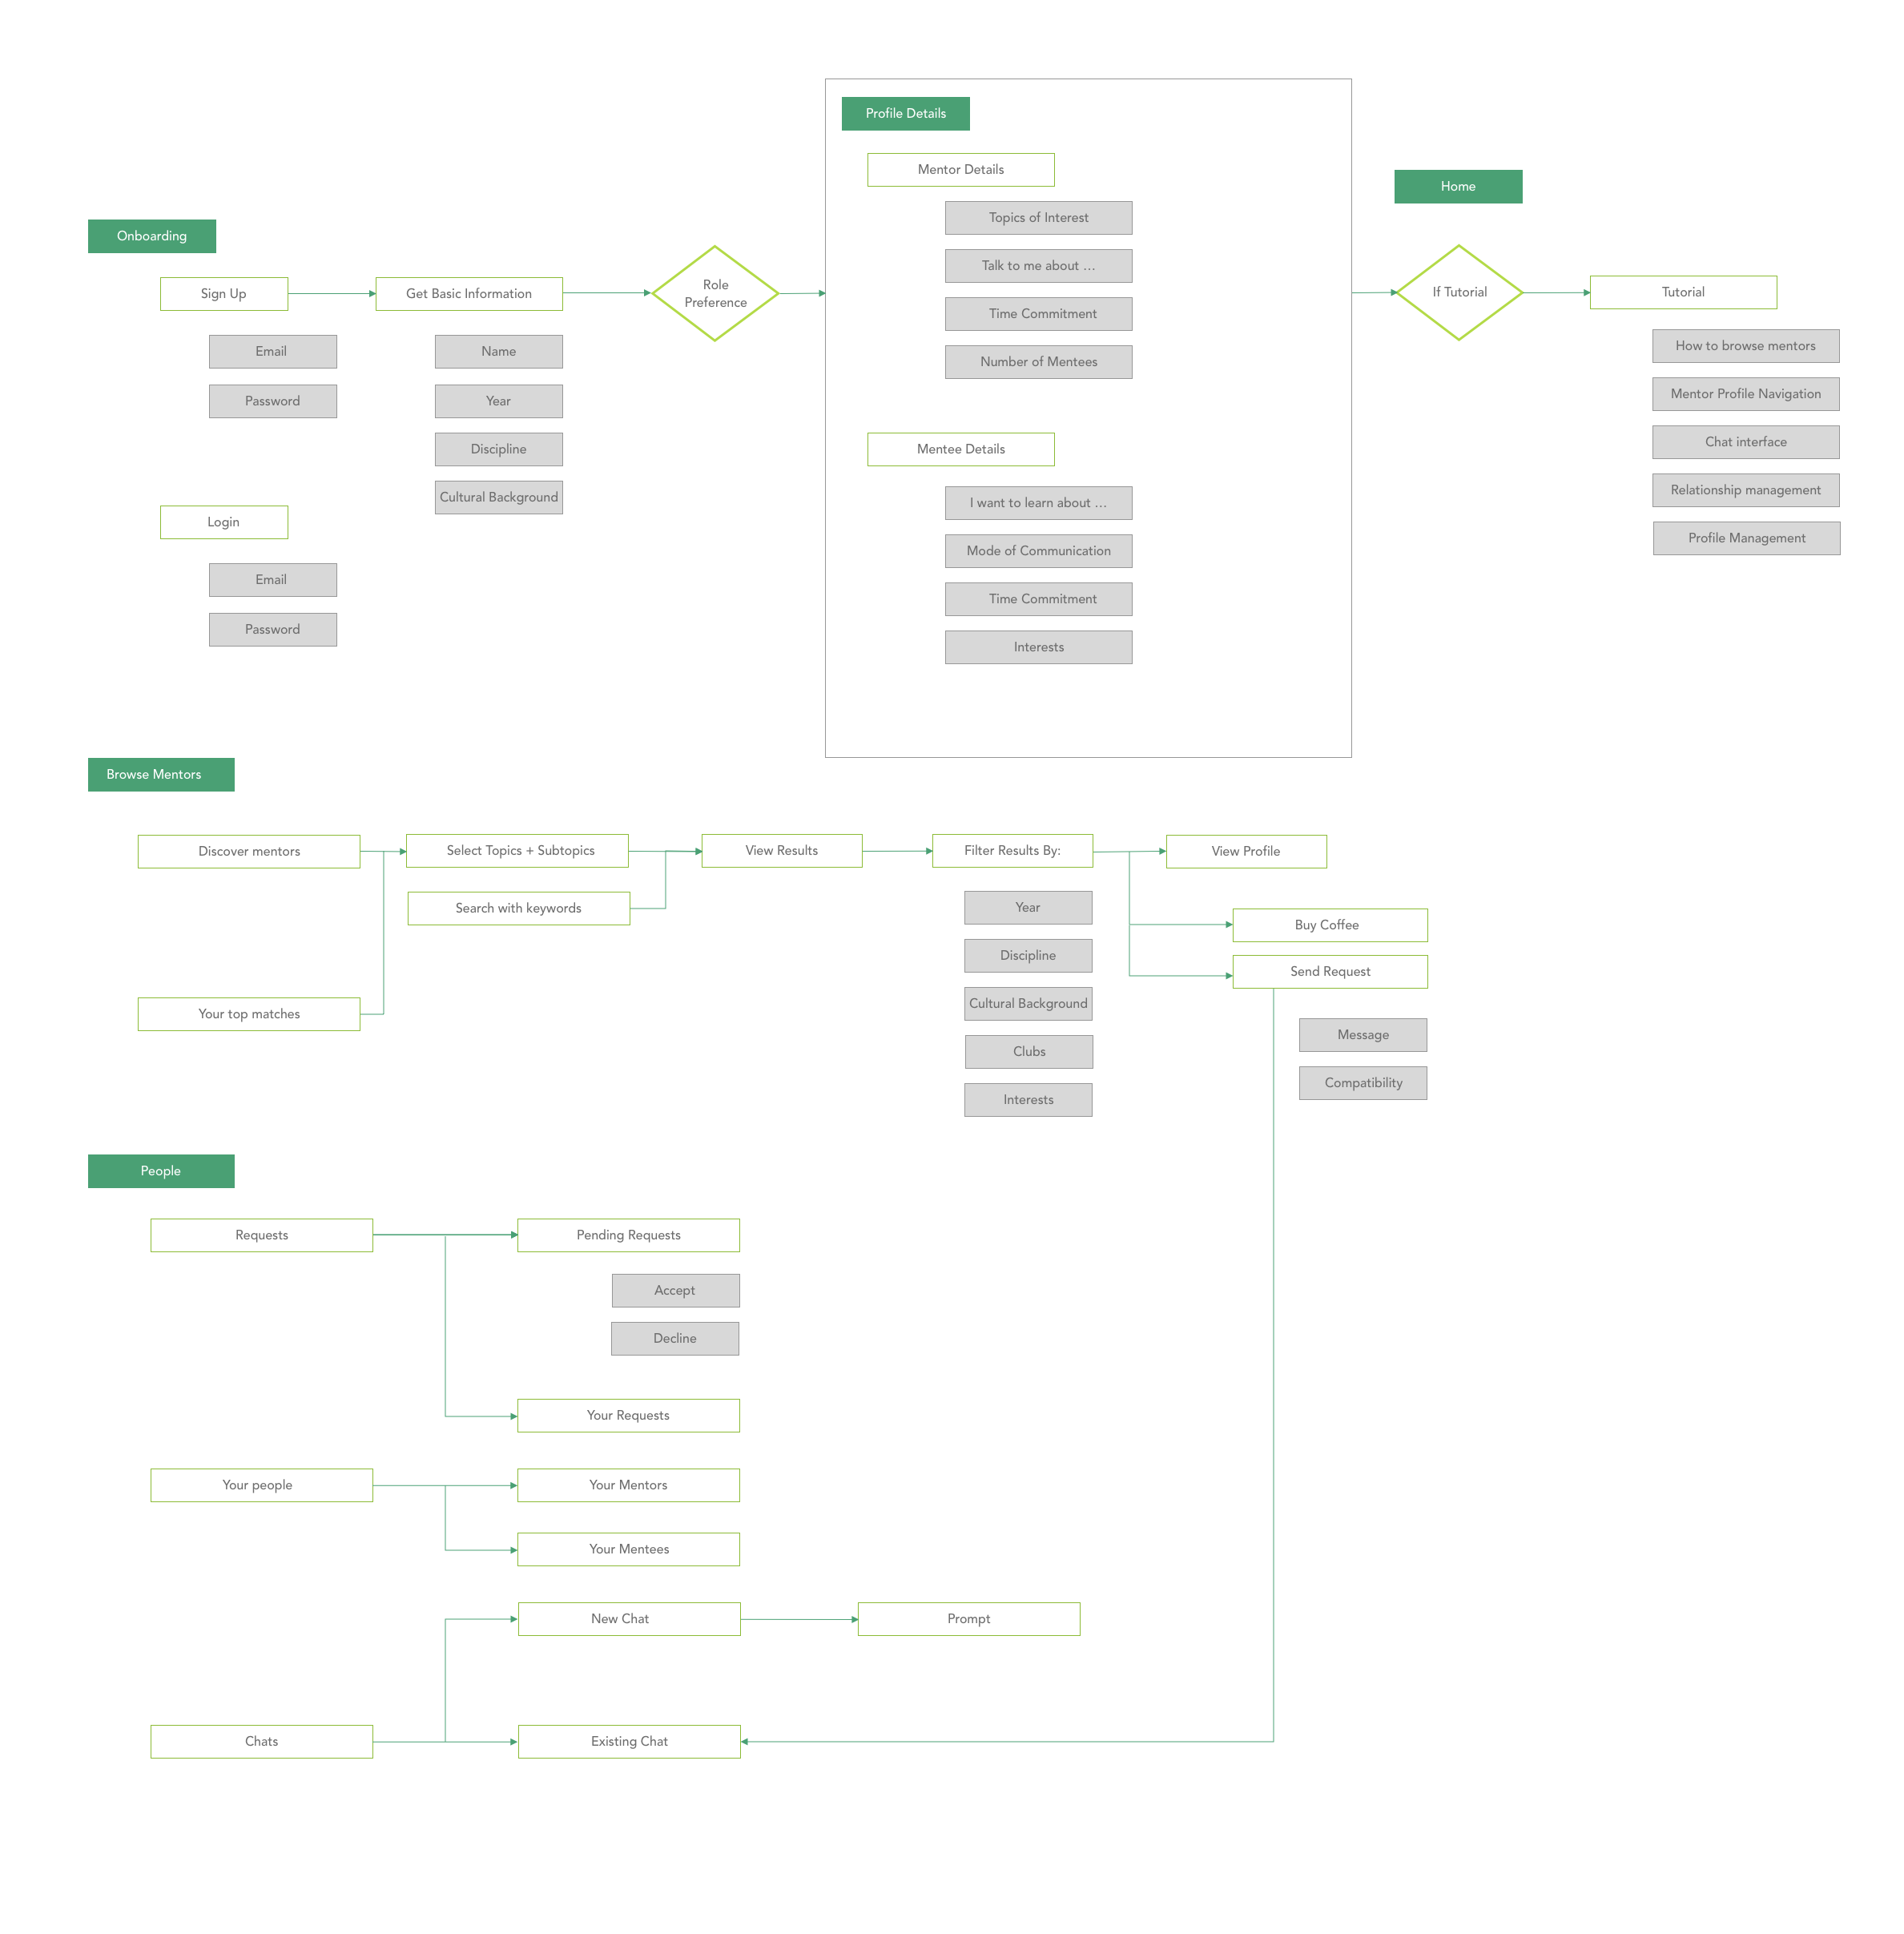 Profile Details
Mentor Details
Home
Topics of Interest
Onboarding
Talk to me about ...
Sign Up
Get Basic Information
Role
Preference
If Tutorial
Tutorial
Time Commitment
Email
Name
Number of Mentees
How to browse mentors
Password
Year
Mentor Profile Navigation
Discipline
Mentee Details
Chat interface
Cultural Background
I want to learn about ...
Relationship management
Login
Mode of Communication
Profile Management
Email
Time Commitment
Password
Interests
Browse Mentors
Discover mentors
Select Topics + Subtopics
View Results
Filter Results By:
View Profile
Search with keywords
Year
Buy Coffee
Discipline
Send Request
Your top matches
Cultural Background
Message
Clubs
Compatibility
Interests
People
Requests
Pending Requests
Accept
Decline
Your Requests
Your people
Your Mentors
Your Mentees
New Chat
Prompt
Chats
Existing Chat